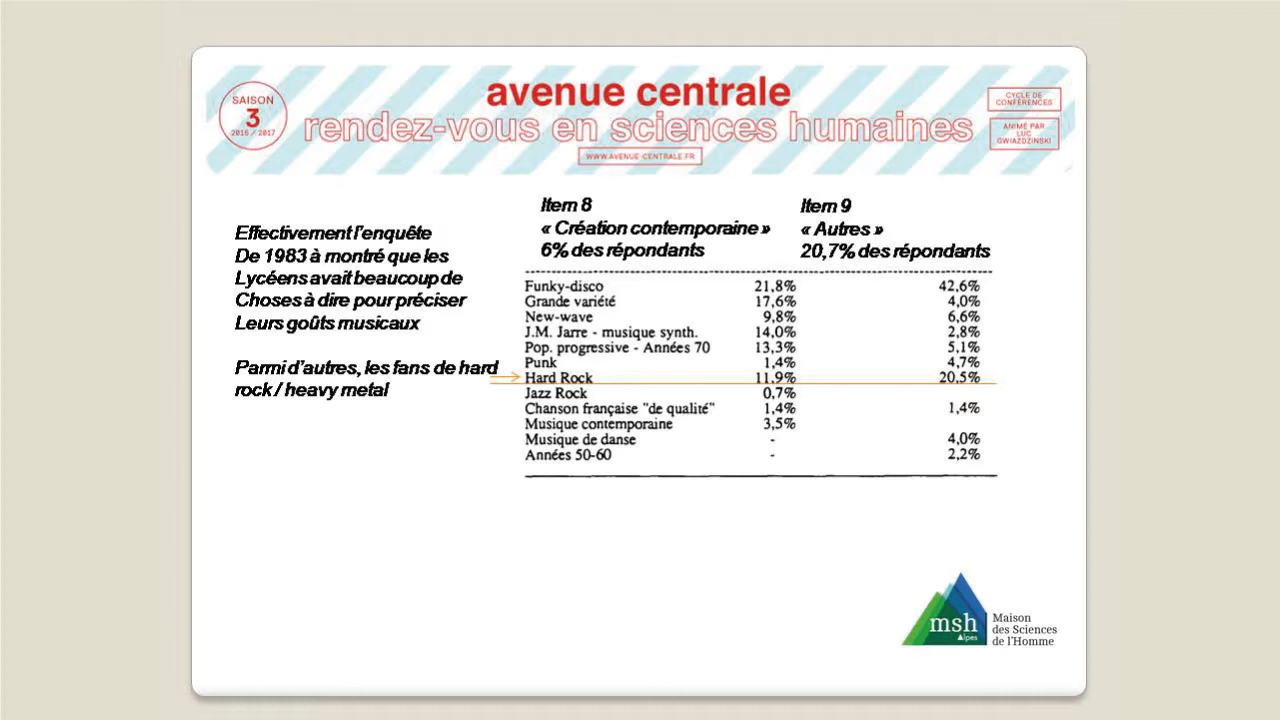 SAISON
3
2016 / 2017
avenue centrale
rendez-vous en sciences humaines
WWW.AVENUE-CENTRALE.FR
CYCLE DE
CONFÉRENCES
ANIMÉ PAR
LUC
GWIAZDZINSKI
Effectivement l'enquête
De 1983 à montré que les
Lycéens avait beaucoup de
Choses à dire pour préciser
Leurs goûts musicaux
Parmi d'autres, les fans de hard
rock / heavy metal
Item 8
« Création contemporaine »
6% des répondants
Item 9
« Autres »
20,7% des répondants
Funky-disco 21,8% 42,6%
Grande variété 17,6% 4,0%
New-wave 9,8% 6,6%
J.M. Jarre - musique synth. 14,0% 2,8%
Pop. progressive - Années 70 13,3% 5,1%
Punk 1,4% 4,7%
Hard Rock 11,9% 20,5%
Jazz Rock 0,7%
Chanson française "de qualité" 1,4% 1,4%
Musique contemporaine 3,5%
Musique de danse - 4,0%
Années 50-60 - 2,2%
msh
Alpes
Maison
des Sciences
de l'Homme